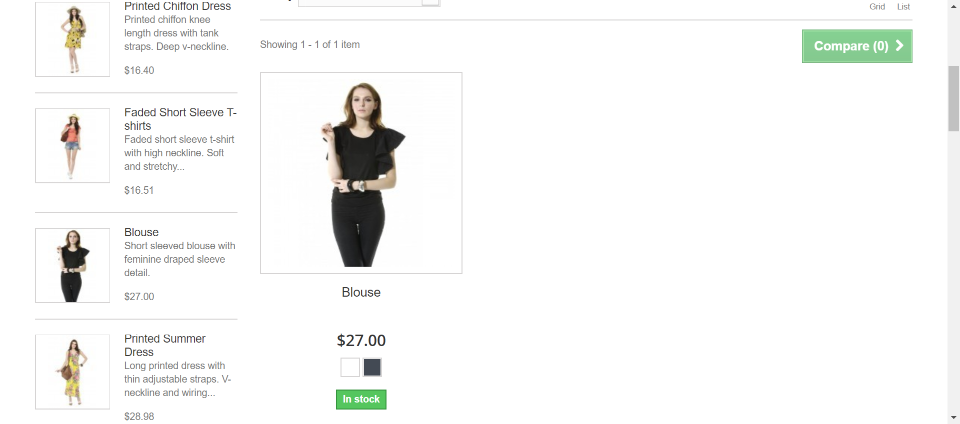 Printed Chiffon Dress
Printed chiffon knee
length dress with tank
straps. Deep v-neckline.
$16.40
Faded Short Sleeve T-
shirts
Faded short sleeve t-shirt
with high neckline. Soft
and stretchy...
$16.51
Blouse
Short sleeved blouse with
feminine draped sleeve
detail.
$27.00
Printed Summer
Dress
Long printed dress with
thin adjustable straps. V-
neckline and wiring...
$28.98
Grid
List
Showing 1 - 1 of 1 item
Compare (0)
Blouse
$27.00
In stock